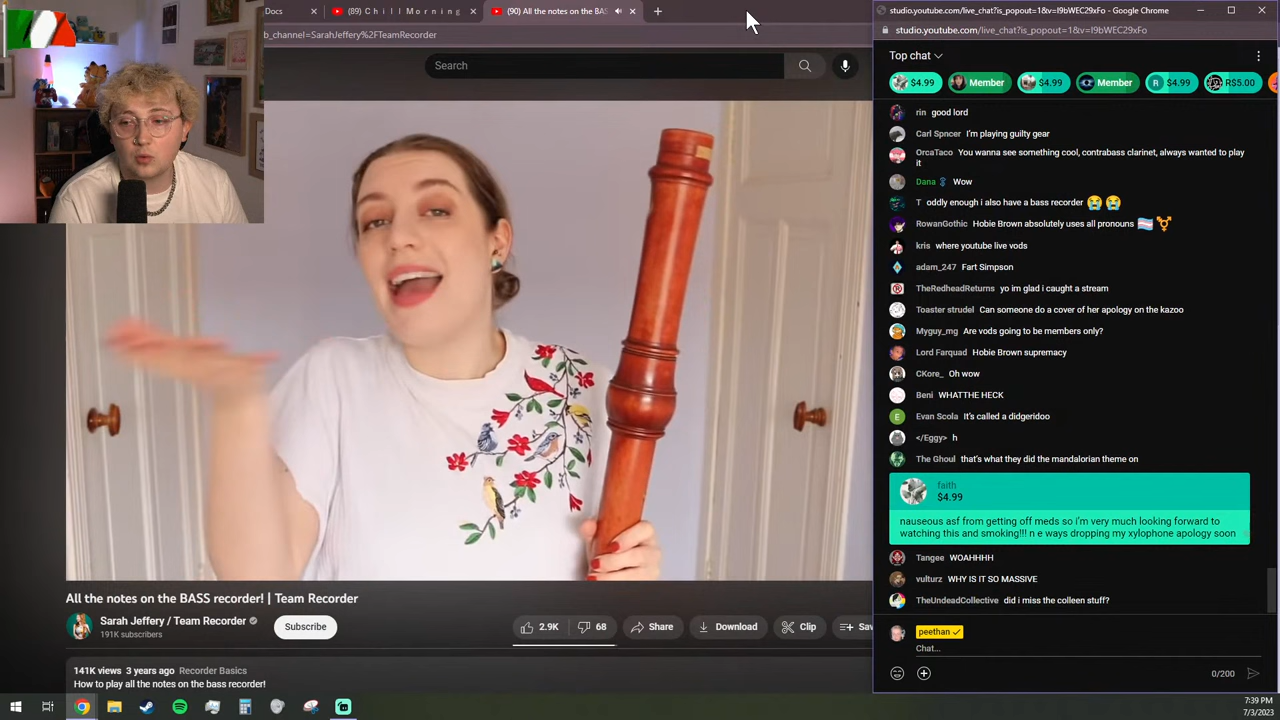 Docs
(89) Chill Morning
(90) All the notes on the BAS
b_channel=SarahJeffery%2FTeamRecorder
Search
All the notes on the BASS recorder! | Team Recorder
Sarah Jeffery / Team Recorder
191K subscribers
Subscribe
2.9K
68
Share
Download
Clip
Sav
141K views 3 years ago Recorder Basics
How to play all the notes on the bass recorder!
studio.youtube.com/live_chat?is_popout=1&v=I9bWEC29xFo - Google Chrome
studio.youtube.com/live_chat?is_popout=1&v=I9bWEC29xFo
Top chat
$4.99
Member
$4.99
Member
R $4.99
R$5.00
rin good lord
Carl Spncer I'm playing guilty gear
OrcaTaco You wanna see something cool, contrabass clarinet, always wanted to play
it
Dana Wow
T oddly enough i also have a bass recorder 😭 😭
RowanGothic Hobie Brown absolutely uses all pronouns 🏳️‍⚧️ ⚧
kris where youtube live vods
adam_247 Fart Simpson
TheRedheadReturns yo im glad i caught a stream
Toaster strudel Can someone do a cover of her apology on the kazoo
Myguy_mg Are vods going to be members only?
Lord Farquad Hobie Brown supremacy
CKore_ Oh wow
Beni WHATTHE HECK
E Evan Scola It's called a didgeridoo
</Eggy> h
The Ghoul that's what they did the mandalorian theme on
faith
$4.99
nauseous asf from getting off meds so i'm very much looking forward to
watching this and smoking!!! n e ways dropping my xylophone apology soon
Tangee WOAHHHH
vulturz WHY IS IT SO MASSIVE
TheUndeadCollective did i miss the colleen stuff?
peethan
Chat...
0/200
7:39 PM
7/3/2023